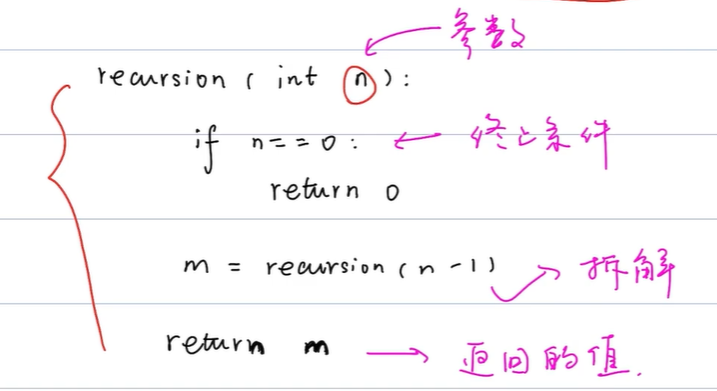 参数
recursion ( int n ):
if n == 0 : ← 终止条件
return 0
m = recursion ( n - 1 ) → 拆解
return m → 返回的值.